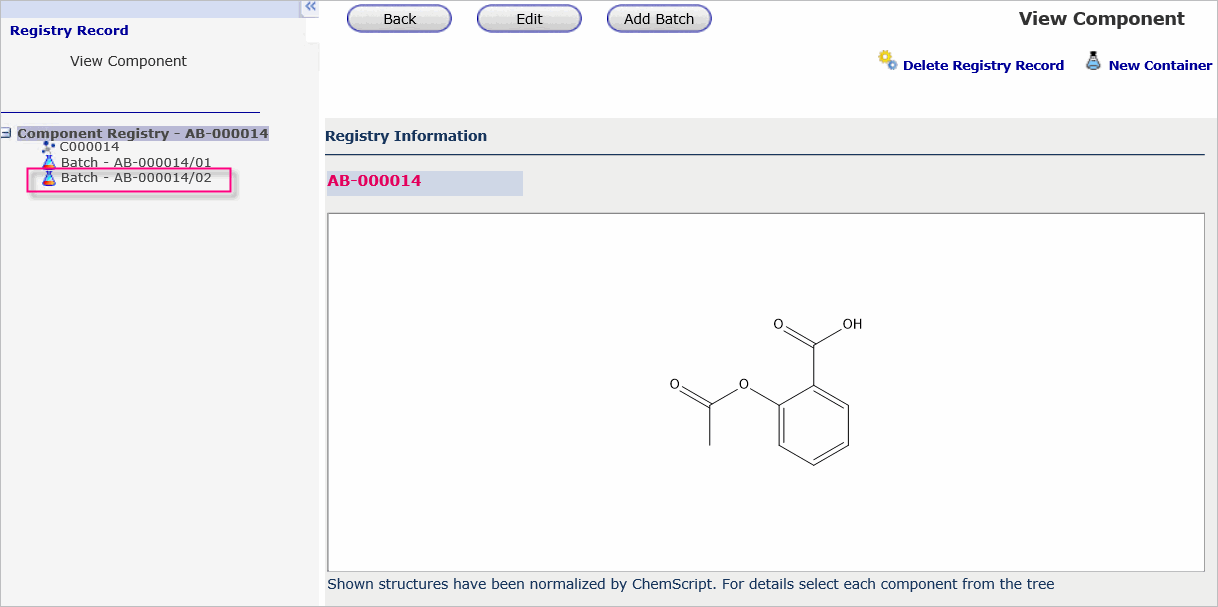 «
Registry Record
View Component
Component Registry - AB-000014
C000014
Batch - AB-000014/01
Batch - AB-000014/02
Back Edit Add Batch
View Component
Delete Registry Record New Container
Registry Information
AB-000014
O OH
O O
Shown structures have been normalized by ChemScript. For details select each component from the tree